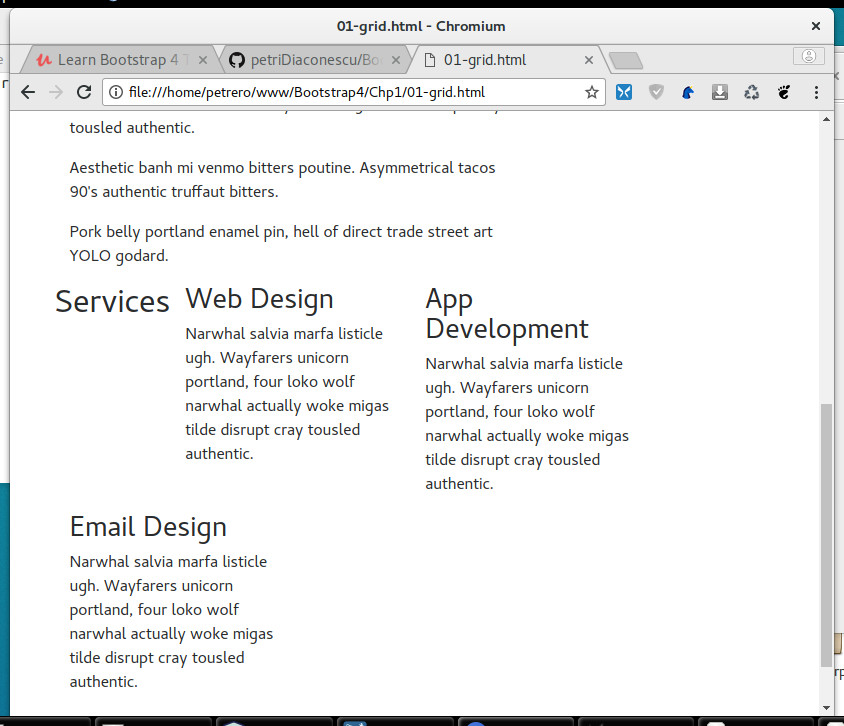 01-grid.html - Chromium
Learn Bootstrap 4 T
petriDiaconescu/Bo
01-grid.html
file:///home/petrero/www/Bootstrap4/Chp1/01-grid.html
tousled authentic.
Aesthetic banh mi venmo bitters poutine. Asymmetrical tacos
90's authentic truffaut bitters.
Pork belly portland enamel pin, hell of direct trade street art
YOLO godard.
Services
Web Design
Narwhal salvia marfa listicle
ugh. Wayfarers unicorn
portland, four loko wolf
narwhal actually woke migas
tilde disrupt cray tousled
authentic.
App
Development
Narwhal salvia marfa listicle
ugh. Wayfarers unicorn
portland, four loko wolf
narwhal actually woke migas
tilde disrupt cray tousled
authentic.
Email Design
Narwhal salvia marfa listicle
ugh. Wayfarers unicorn
portland, four loko wolf
narwhal actually woke migas
tilde disrupt cray tousled
authentic.